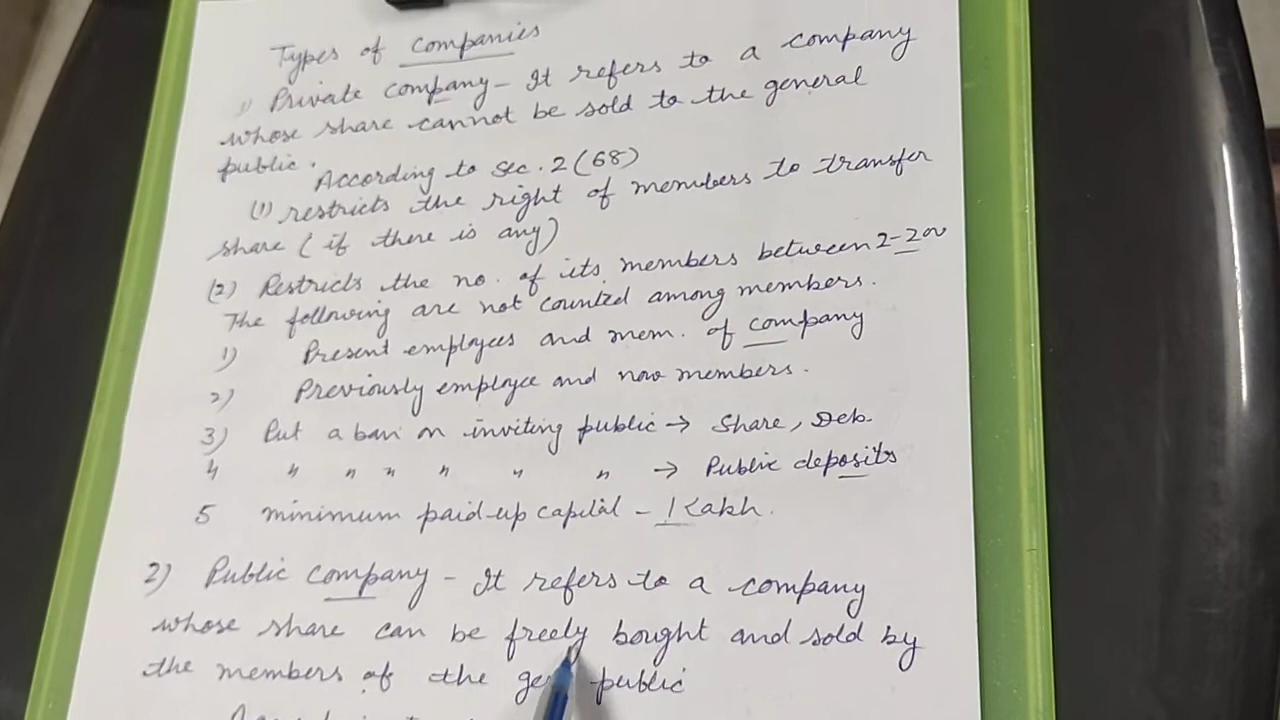 Types of Companies
1) Private company - It refers to a company
whose share cannot be sold to the general
public.
According to sec. 2 (68)
(1) restricts the right of members to transfer
share ( if there is any)
(2) Restricts the no. of its members between 2-200
The following are not counted among members.
1) Present employees and mem. of company
2) Previously employee and now members.
3) Put a ban on inviting public → Share, Deb.
4 " " " " " " → Public deposits
5 minimum paid-up capital - 1 Lakh.
2) Public Company - It refers to a company
whose share can be freely bought and sold by
the members of the public